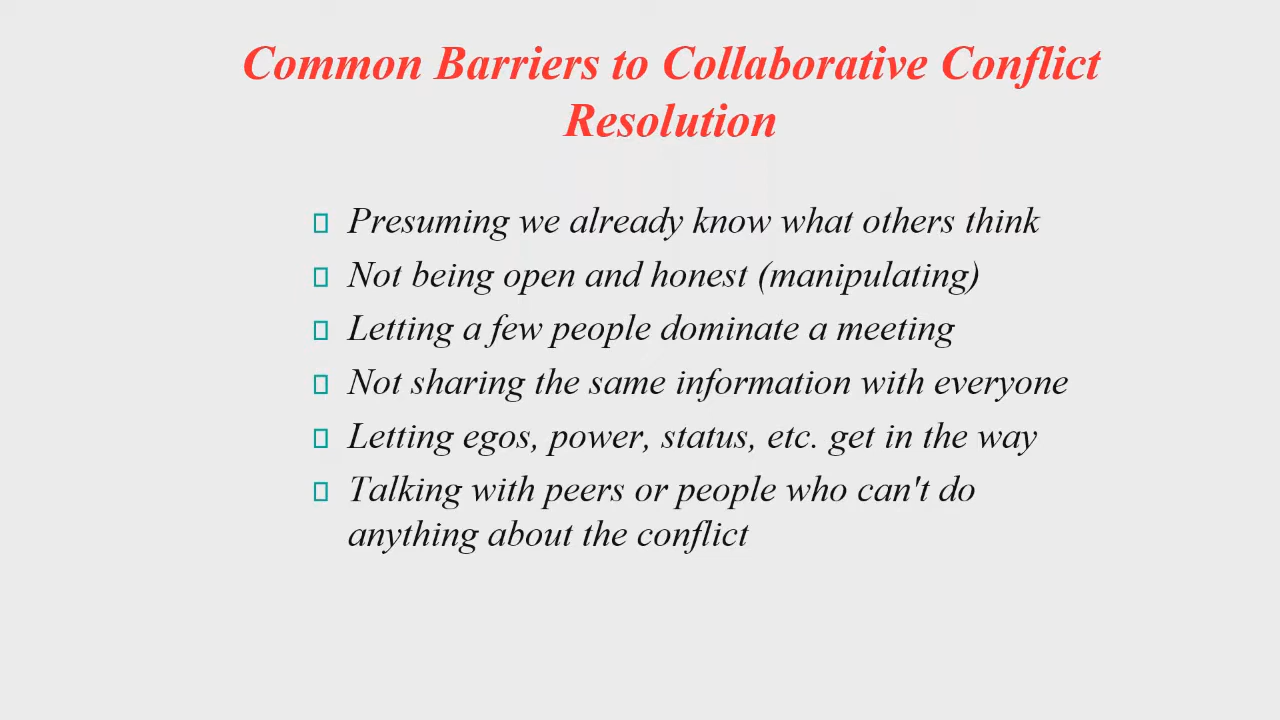 Common Barriers to Collaborative Conflict
Resolution
Presuming we already know what others think
Not being open and honest (manipulating)
Letting a few people dominate a meeting
Not sharing the same information with everyone
Letting egos, power, status, etc. get in the way
Talking with peers or people who can't do
anything about the conflict